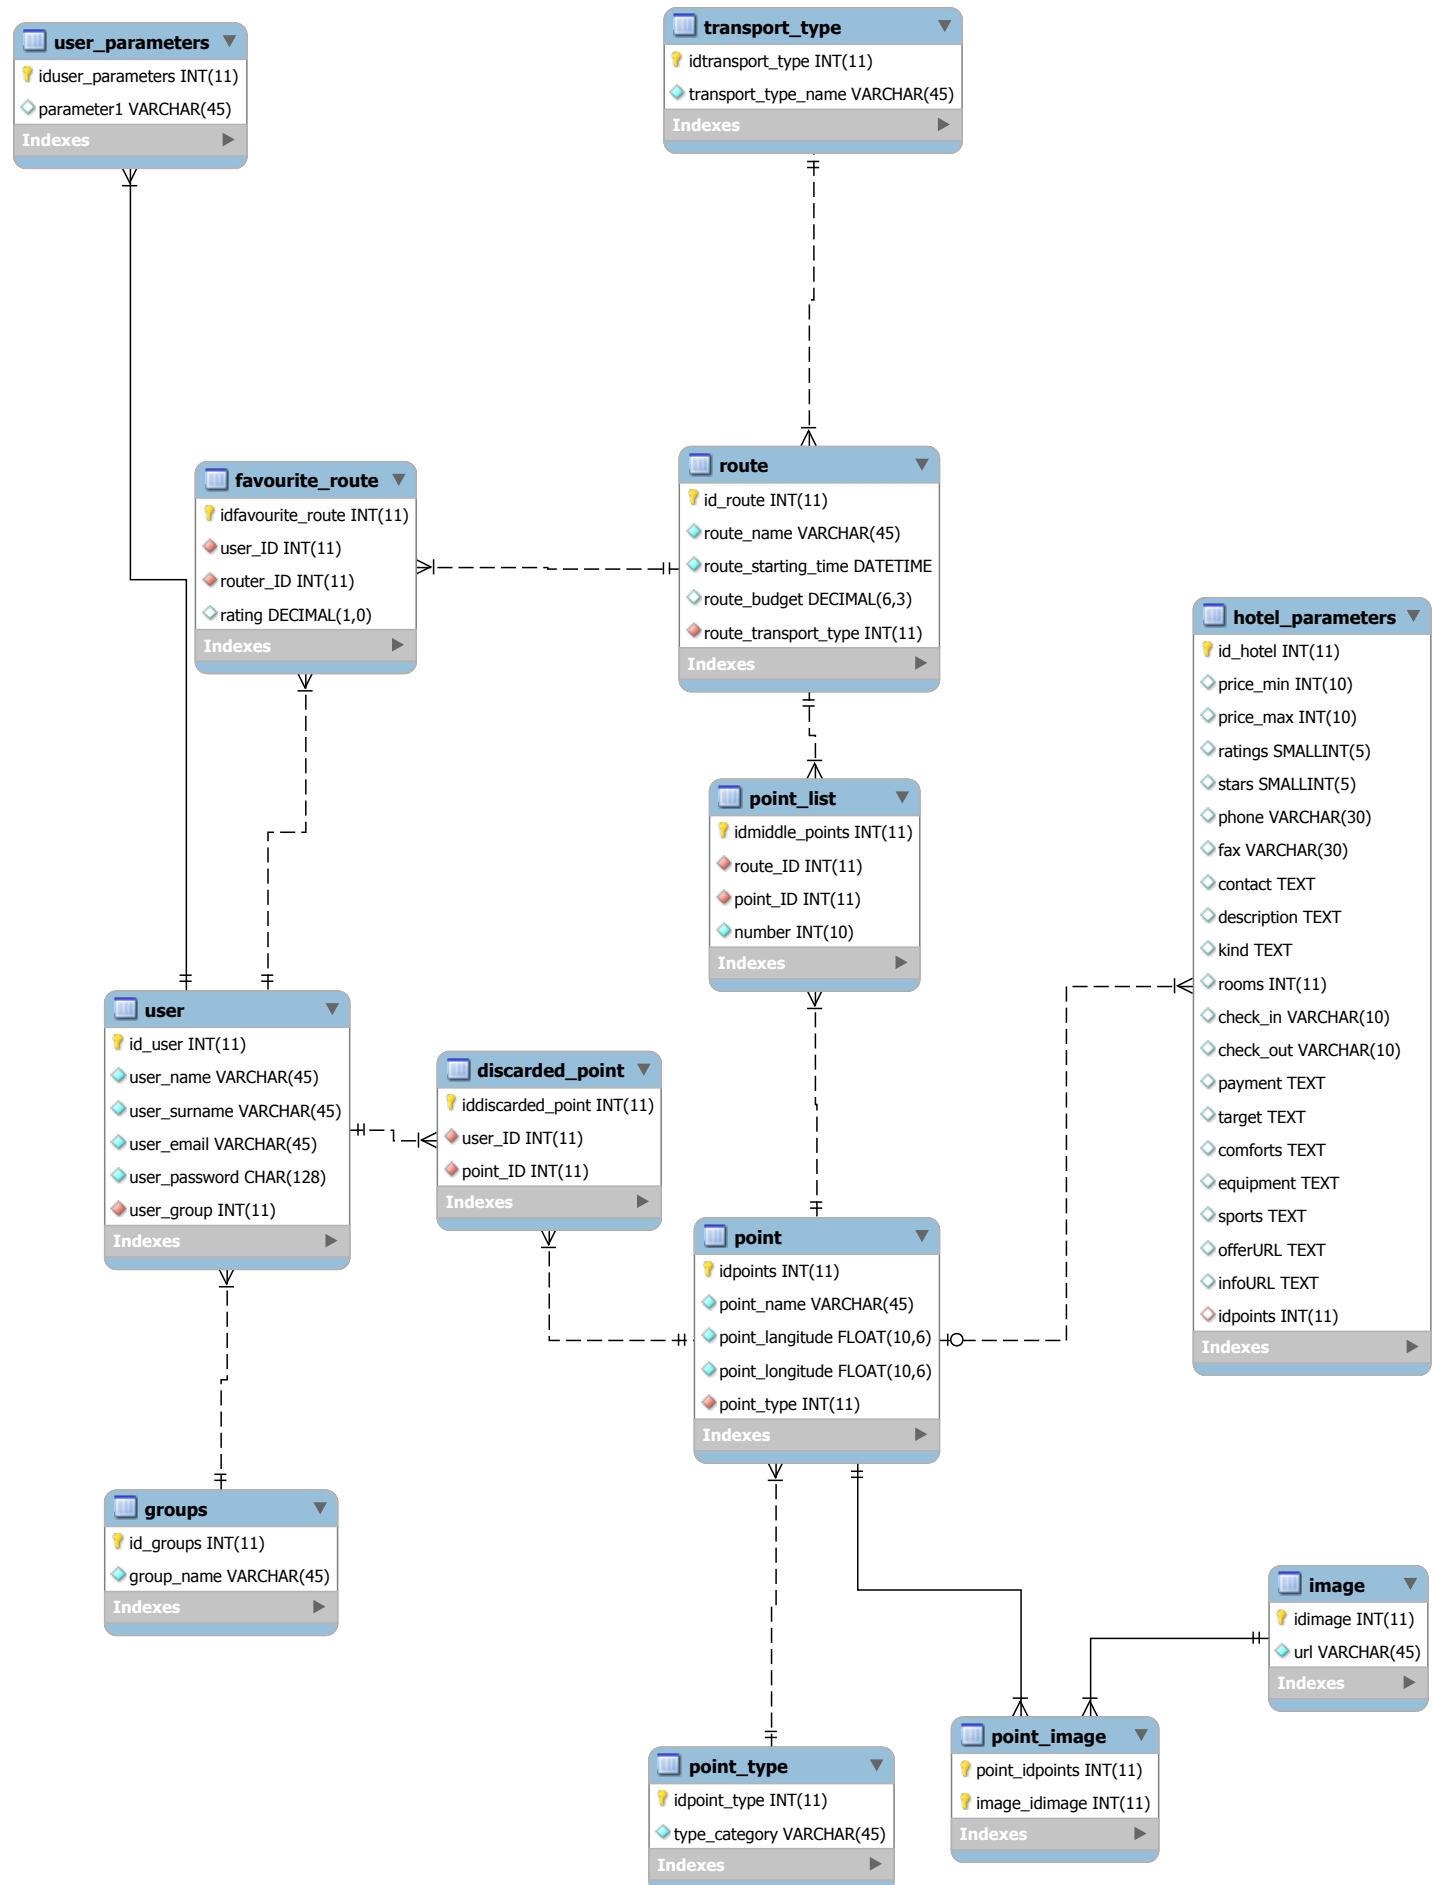 user_parameters
iduser_parameters INT(11)
parameter1 VARCHAR(45)
Indexes
transport_type
idtransport_type INT(11)
transport_type_name VARCHAR(45)
Indexes
favourite_route
idfavourite_route INT(11)
user_ID INT(11)
router_ID INT(11)
rating DECIMAL(1,0)
Indexes
route
id_route INT(11)
route_name VARCHAR(45)
route_starting_time DATETIME
route_budget DECIMAL(6,3)
route_transport_type INT(11)
Indexes
hotel_parameters
id_hotel INT(11)
price_min INT(10)
price_max INT(10)
ratings SMALLINT(5)
stars SMALLINT(5)
phone VARCHAR(30)
fax VARCHAR(30)
contact TEXT
description TEXT
kind TEXT
rooms INT(11)
check_in VARCHAR(10)
check_out VARCHAR(10)
payment TEXT
target TEXT
comforts TEXT
equipment TEXT
sports TEXT
offerURL TEXT
infoURL TEXT
idpoints INT(11)
Indexes
point_list
idmiddle_points INT(11)
route_ID INT(11)
point_ID INT(11)
number INT(10)
Indexes
user
id_user INT(11)
user_name VARCHAR(45)
user_surname VARCHAR(45)
user_email VARCHAR(45)
user_password CHAR(128)
user_group INT(11)
Indexes
discarded_point
iddiscarded_point INT(11)
user_ID INT(11)
point_ID INT(11)
Indexes
point
idpoints INT(11)
point_name VARCHAR(45)
point_langitude FLOAT(10,6)
point_longitude FLOAT(10,6)
point_type INT(11)
Indexes
groups
id_groups INT(11)
group_name VARCHAR(45)
Indexes
image
idimage INT(11)
url VARCHAR(45)
Indexes
point_image
point_idpoints INT(11)
image_idimage INT(11)
Indexes
point_type
idpoint_type INT(11)
type_category VARCHAR(45)
Indexes